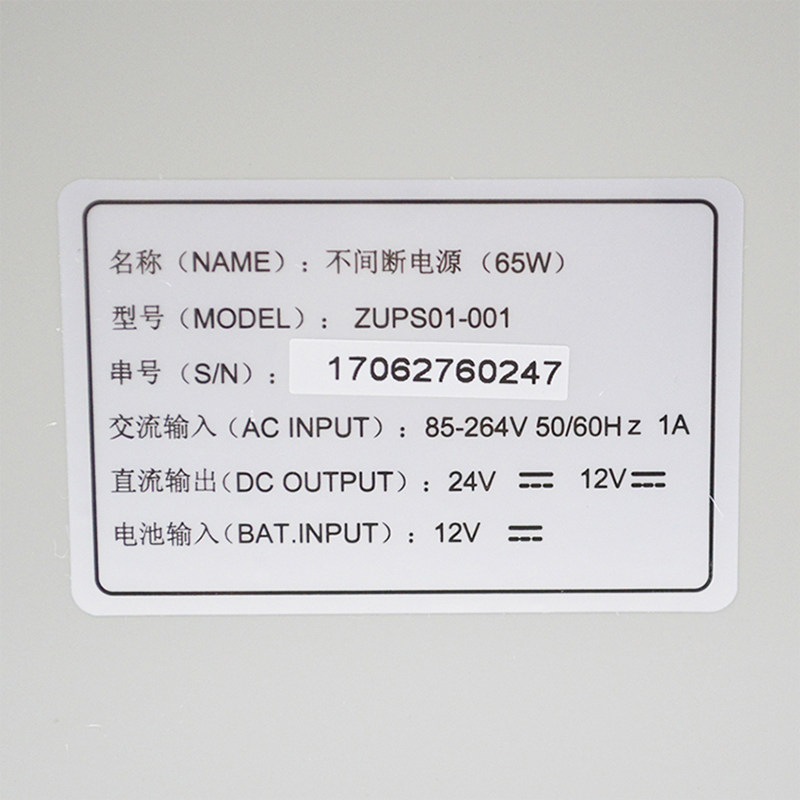 名称（NAME）：不间断电源（65W）
型号（MODEL）： ZUPS01-001
串号（S/N）： 17062760247
交流输入（AC INPUT）：85-264V 50/60Hz 1A
直流输出（DC OUTPUT）：24V ⎓ 12V⎓
电池输入（BAT.INPUT）：12V ⎓